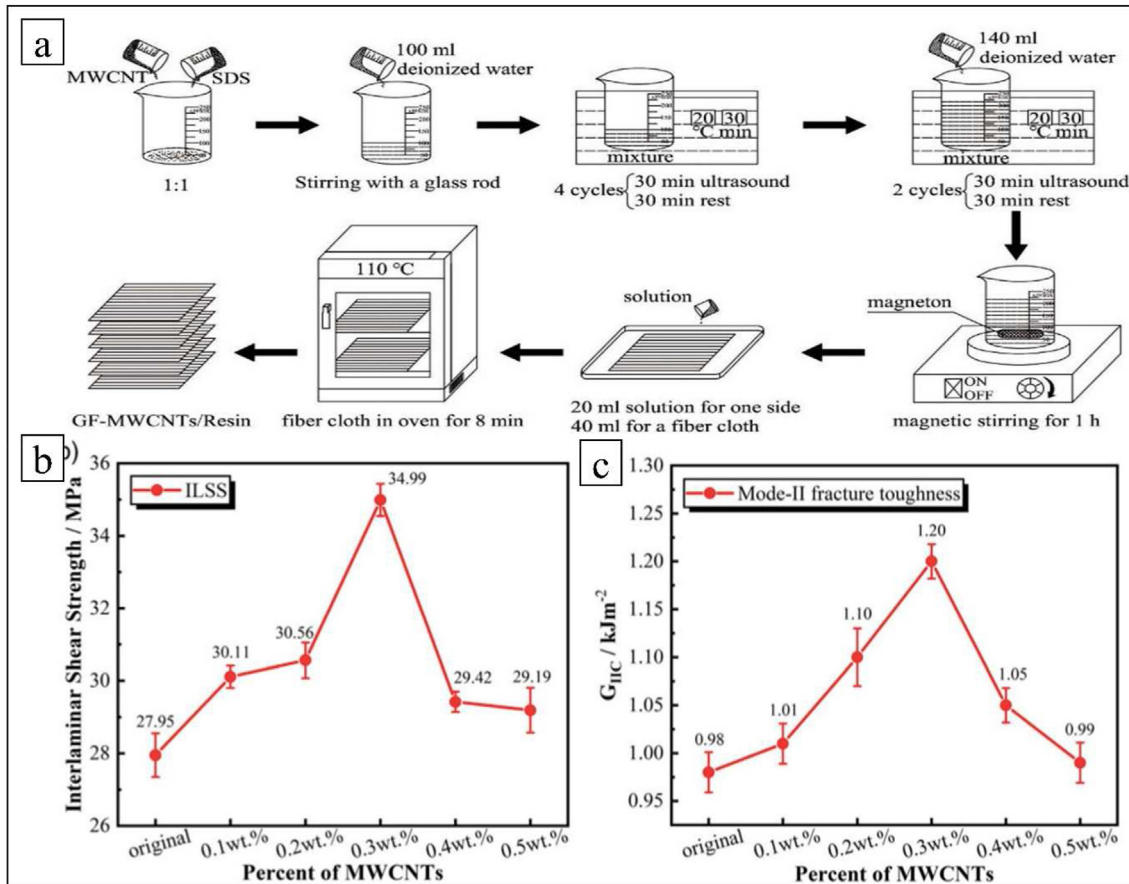 a
MWCNT
SDS
1:1
100 ml
deionized water
Stirring with a glass rod
20 30
°C min
mixture
4 cycles{30 min ultrasound
30 min rest
140 ml
deionized water
20 30
°C min
mixture
2 cycles{30 min ultrasound
30 min rest
magneton
ON
OFF
magnetic stirring for 1 h
solution
20 ml solution for one side
40 ml for a fiber cloth
110 °C
fiber cloth in oven for 8 min
GF-MWCNTs/Resin
b
)
ILSS
Interlaminar Shear Strength / MPa
36
34
32
30
28
26
27.95
30.11
30.56
34.99
29.42
29.19
original 0.1wt.% 0.2wt.% 0.3wt.% 0.4wt.% 0.5wt.%
Percent of MWCNTs
c
Mode-II fracture toughness
GIIC / kJm-2
1.30
1.25
1.20
1.15
1.10
1.05
1.00
0.95
0.98
1.01
1.10
1.20
1.05
0.99
original 0.1wt.% 0.2wt.% 0.3wt.% 0.4wt.% 0.5wt.%
Percent of MWCNTs